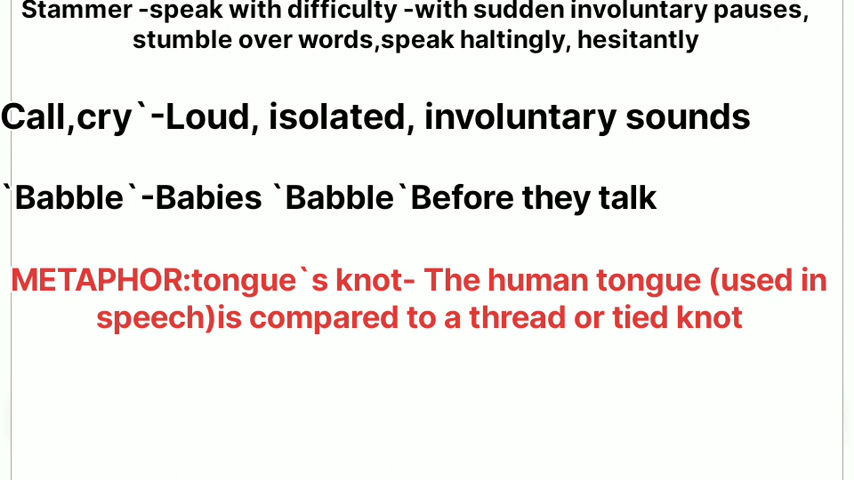 Stammer -speak with difficulty -with sudden involuntary pauses,
stumble over words,speak haltingly, hesitantly
Call,cry`-Loud, isolated, involuntary sounds
`Babble`-Babies `Babble`Before they talk
METAPHOR:tongue`s knot- The human tongue (used in
speech)is compared to a thread or tied knot